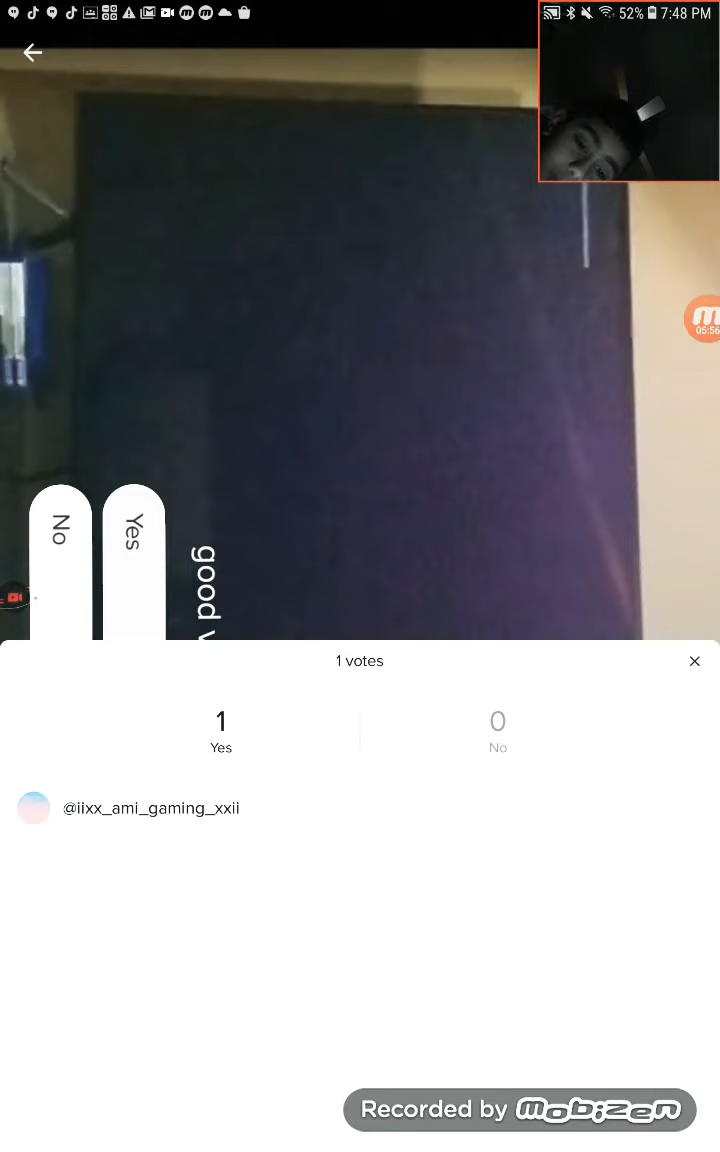 52% 7:48 PM
05:56
No
Yes
good
1 votes
1
0
Yes
No
@iixx_ami_gaming_xxii
Recorded by mobizen